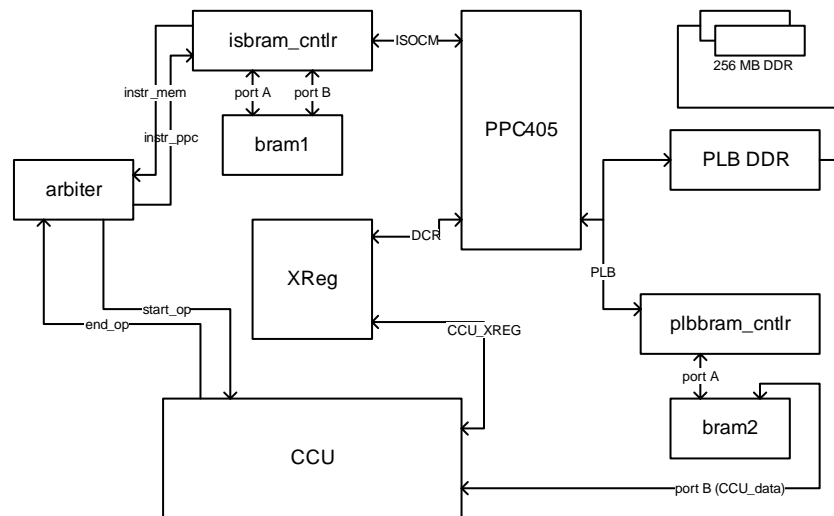 isbram_cntlr
ISOCM
256 MB DDR
instr_mem
port A
port B
instr_ppc
bram1
PPC405
PLB DDR
arbiter
DCR
XReg
PLB
start_op
end_op
CCU_XREG
plbbram_cntlr
port A
bram2
CCU
port B (CCU_data)